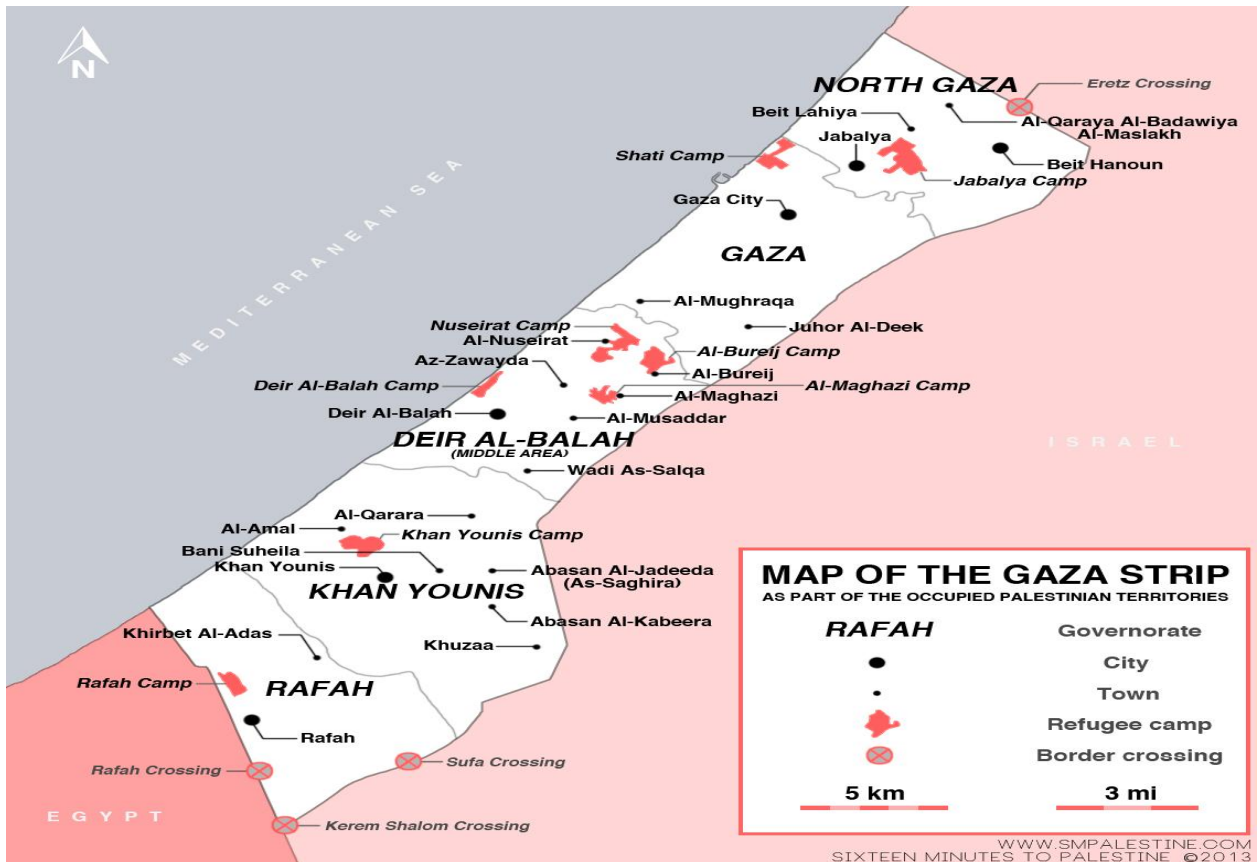 N
NORTH GAZA
Eretz Crossing
Beit Lahiya
Al-Qaraya Al-Badawiya
Al-Maslakh
Jabalya
Shati Camp
Beit Hanoun
Jabalya Camp
Gaza City
MEDITERRANEAN SEA
GAZA
Al-Mughraqa
Nuseirat Camp
Juhor Al-Deek
Al-Nuseirat
Al-Bureij Camp
Az-Zawayda
Al-Bureij
Deir Al-Balah Camp
Al-Maghazi Camp
Al-Maghazi
Deir Al-Balah
Al-Musaddar
DEIR AL-BALAH
(MIDDLE AREA)
ISRAEL
Wadi As-Salqa
Al-Qarara
Al-Amal
Khan Younis Camp
Bani Suheila
Khan Younis
Abasan Al-Jadeeda
(As-Saghira)
KHAN YOUNIS
Abasan Al-Kabeera
Khirbet Al-Adas
Khuzaa
Rafah Camp
RAFAH
Rafah
Rafah Crossing
Sufa Crossing
EGYPT
Kerem Shalom Crossing
MAP OF THE GAZA STRIP
AS PART OF THE OCCUPIED PALESTINIAN TERRITORIES
RAFAH Governorate
City
Town
Refugee camp
Border crossing
5 km 3 mi
WWW.SMPALESTINE.COM
SIXTEEN MINUTES TO PALESTINE ©2013